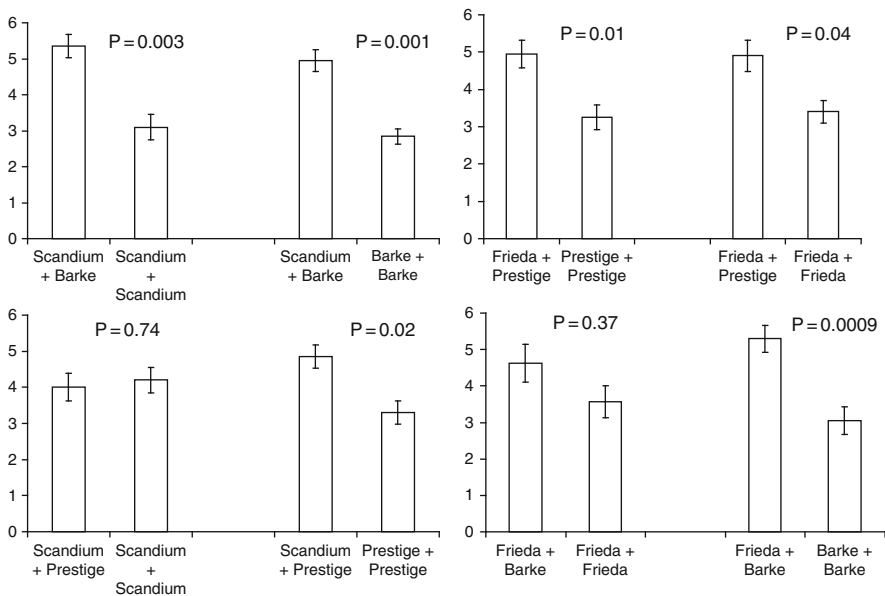 6
5
4
3
2
1
0
P=0.003
P=0.001
Scandium + Barke
Scandium + Scandium
Scandium + Barke
Barke + Barke
6
5
4
3
2
1
0
P=0.01
P=0.04
Frieda + Prestige
Prestige + Prestige
Frieda + Prestige
Frieda + Frieda
6
5
4
3
2
1
0
P=0.74
P=0.02
Scandium + Prestige
Scandium + Scandium
Scandium + Prestige
Prestige + Prestige
6
5
4
3
2
1
0
P=0.37
P=0.0009
Frieda + Barke
Frieda + Frieda
Frieda + Barke
Barke + Barke